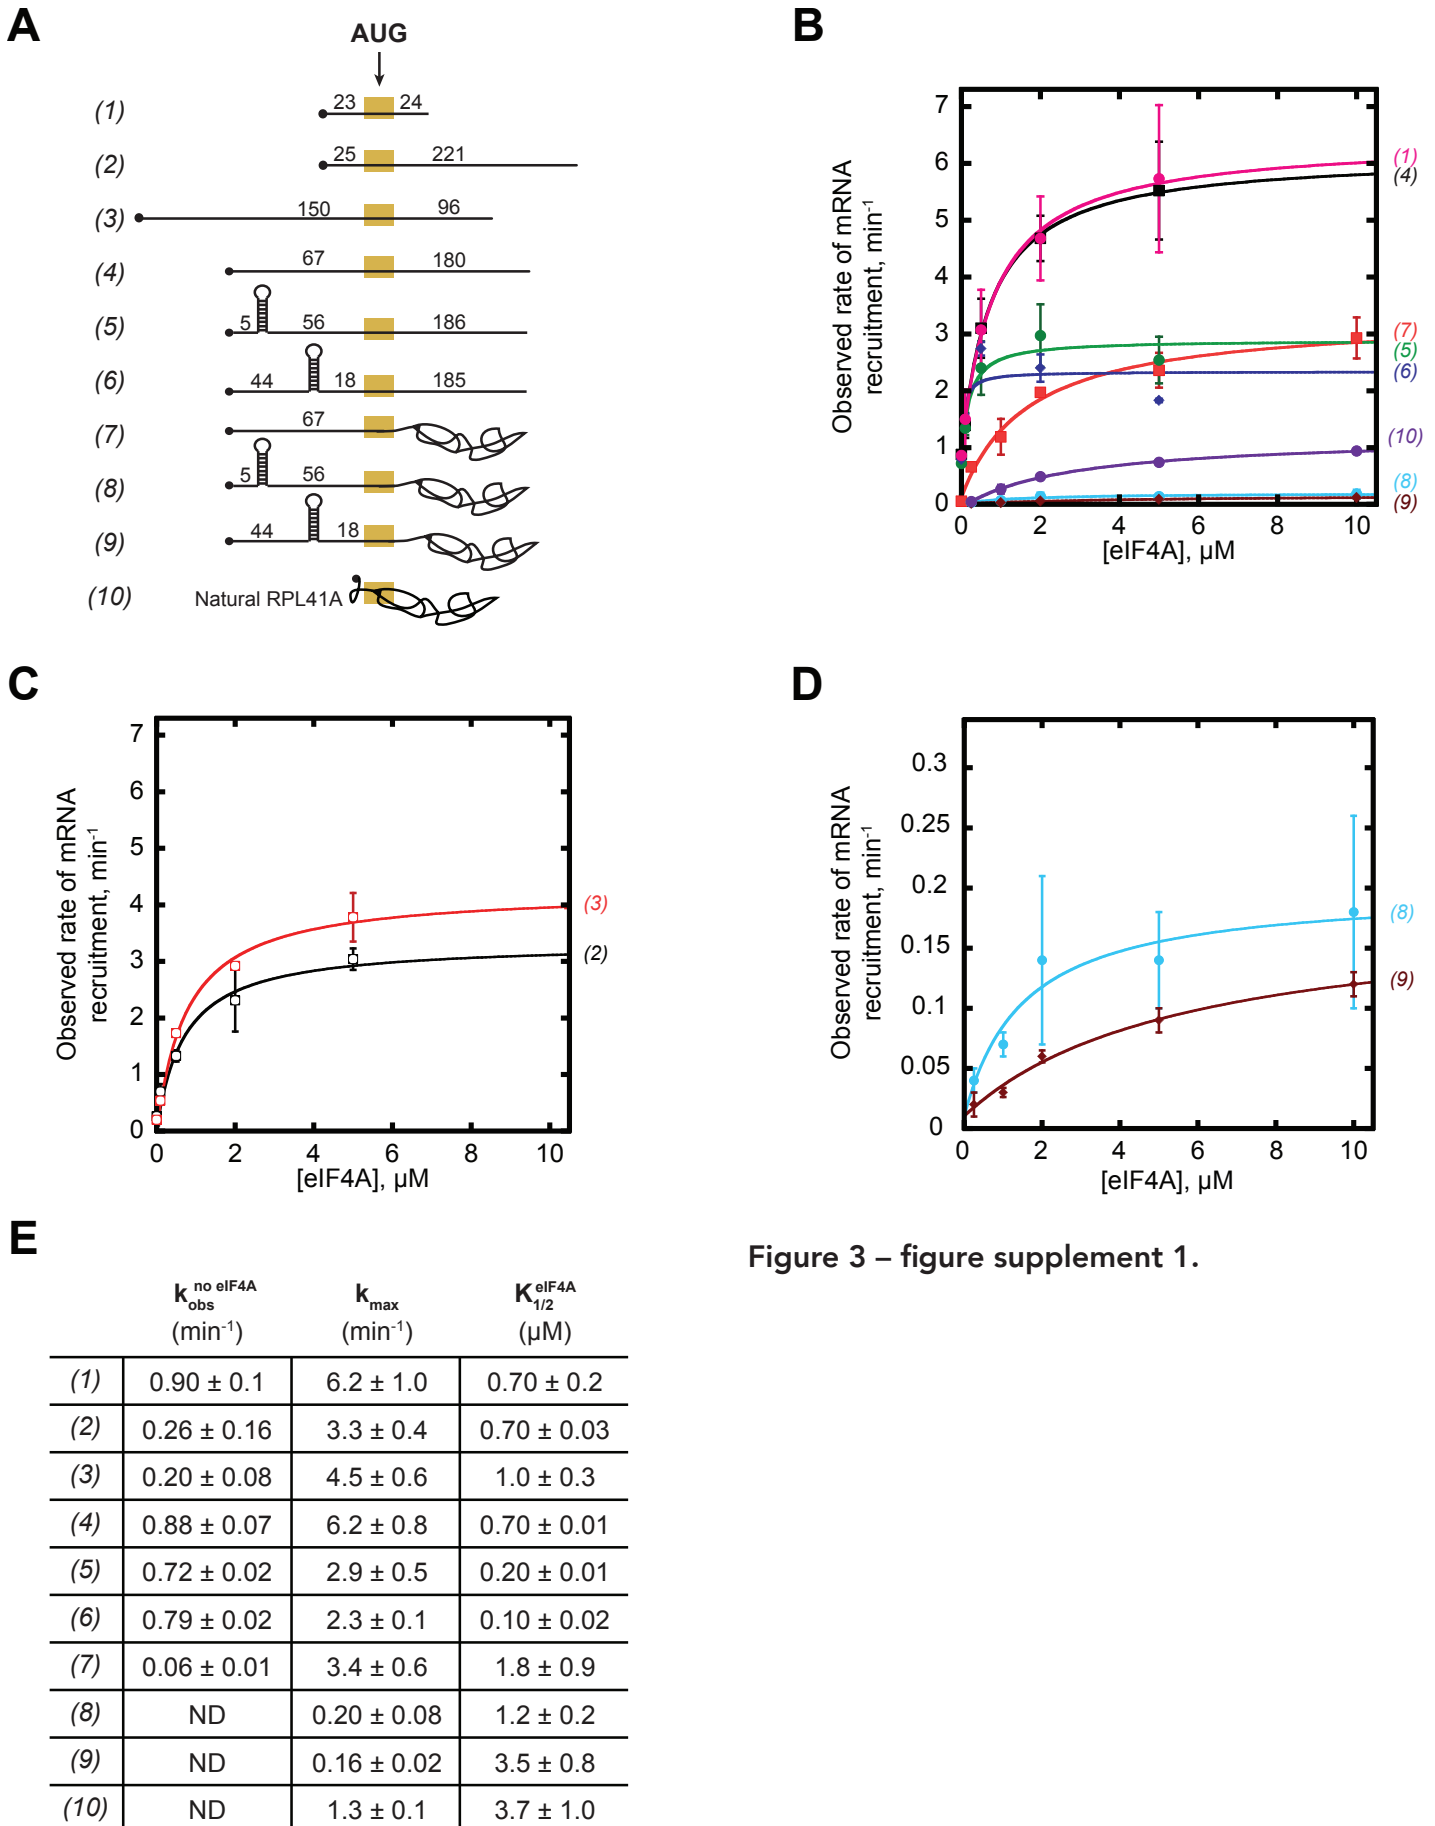 A
AUG
(1) 23 24
(2) 25 221
(3) 150 96
(4) 67 180
(5) 5 56 186
(6) 44 18 185
(7) 67
(8) 5 56
(9) 44 18
(10) Natural RPL41A
B
Observed rate of mRNA
recruitment, min-1
7
6
5
4
3
2
1
0
0 2 4 6 8 10
[eIF4A], µM
(1)
(4)
(7)
(5)
(6)
(10)
(8)
(9)
C
Observed rate of mRNA
recruitment, min-1
7
6
5
4
3
2
1
0
0 2 4 6 8 10
[eIF4A], µM
(3)
(2)
D
Observed rate of mRNA
recruitment, min-1
0.3
0.25
0.2
0.15
0.1
0.05
0
0 2 4 6 8 10
[eIF4A], µM
(8)
(9)
E
Figure 3 – figure supplement 1.
kobs no eIF4A kmax K1/2 eIF4A
(min-1) (min-1) (µM)
(1) 0.90 ± 0.1 6.2 ± 1.0 0.70 ± 0.2
(2) 0.26 ± 0.16 3.3 ± 0.4 0.70 ± 0.03
(3) 0.20 ± 0.08 4.5 ± 0.6 1.0 ± 0.3
(4) 0.88 ± 0.07 6.2 ± 0.8 0.70 ± 0.01
(5) 0.72 ± 0.02 2.9 ± 0.5 0.20 ± 0.01
(6) 0.79 ± 0.02 2.3 ± 0.1 0.10 ± 0.02
(7) 0.06 ± 0.01 3.4 ± 0.6 1.8 ± 0.9
(8) ND 0.20 ± 0.08 1.2 ± 0.2
(9) ND 0.16 ± 0.02 3.5 ± 0.8
(10) ND 1.3 ± 0.1 3.7 ± 1.0